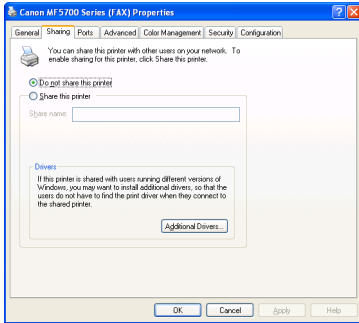 Canon MF5700 Series (FAX) Properties
General Sharing Ports Advanced Color Management Security Configuration
You can share this printer with other users on your network. To
enable sharing for this printer, click Share this printer.
Do not share this printer
Share this printer
Share name:
Drivers
If this printer is shared with users running different versions of
Windows, you may want to install additional drivers, so that the
users do not have to find the print driver when they connect to
the shared printer.
Additional Drivers...
OK Cancel Apply Help